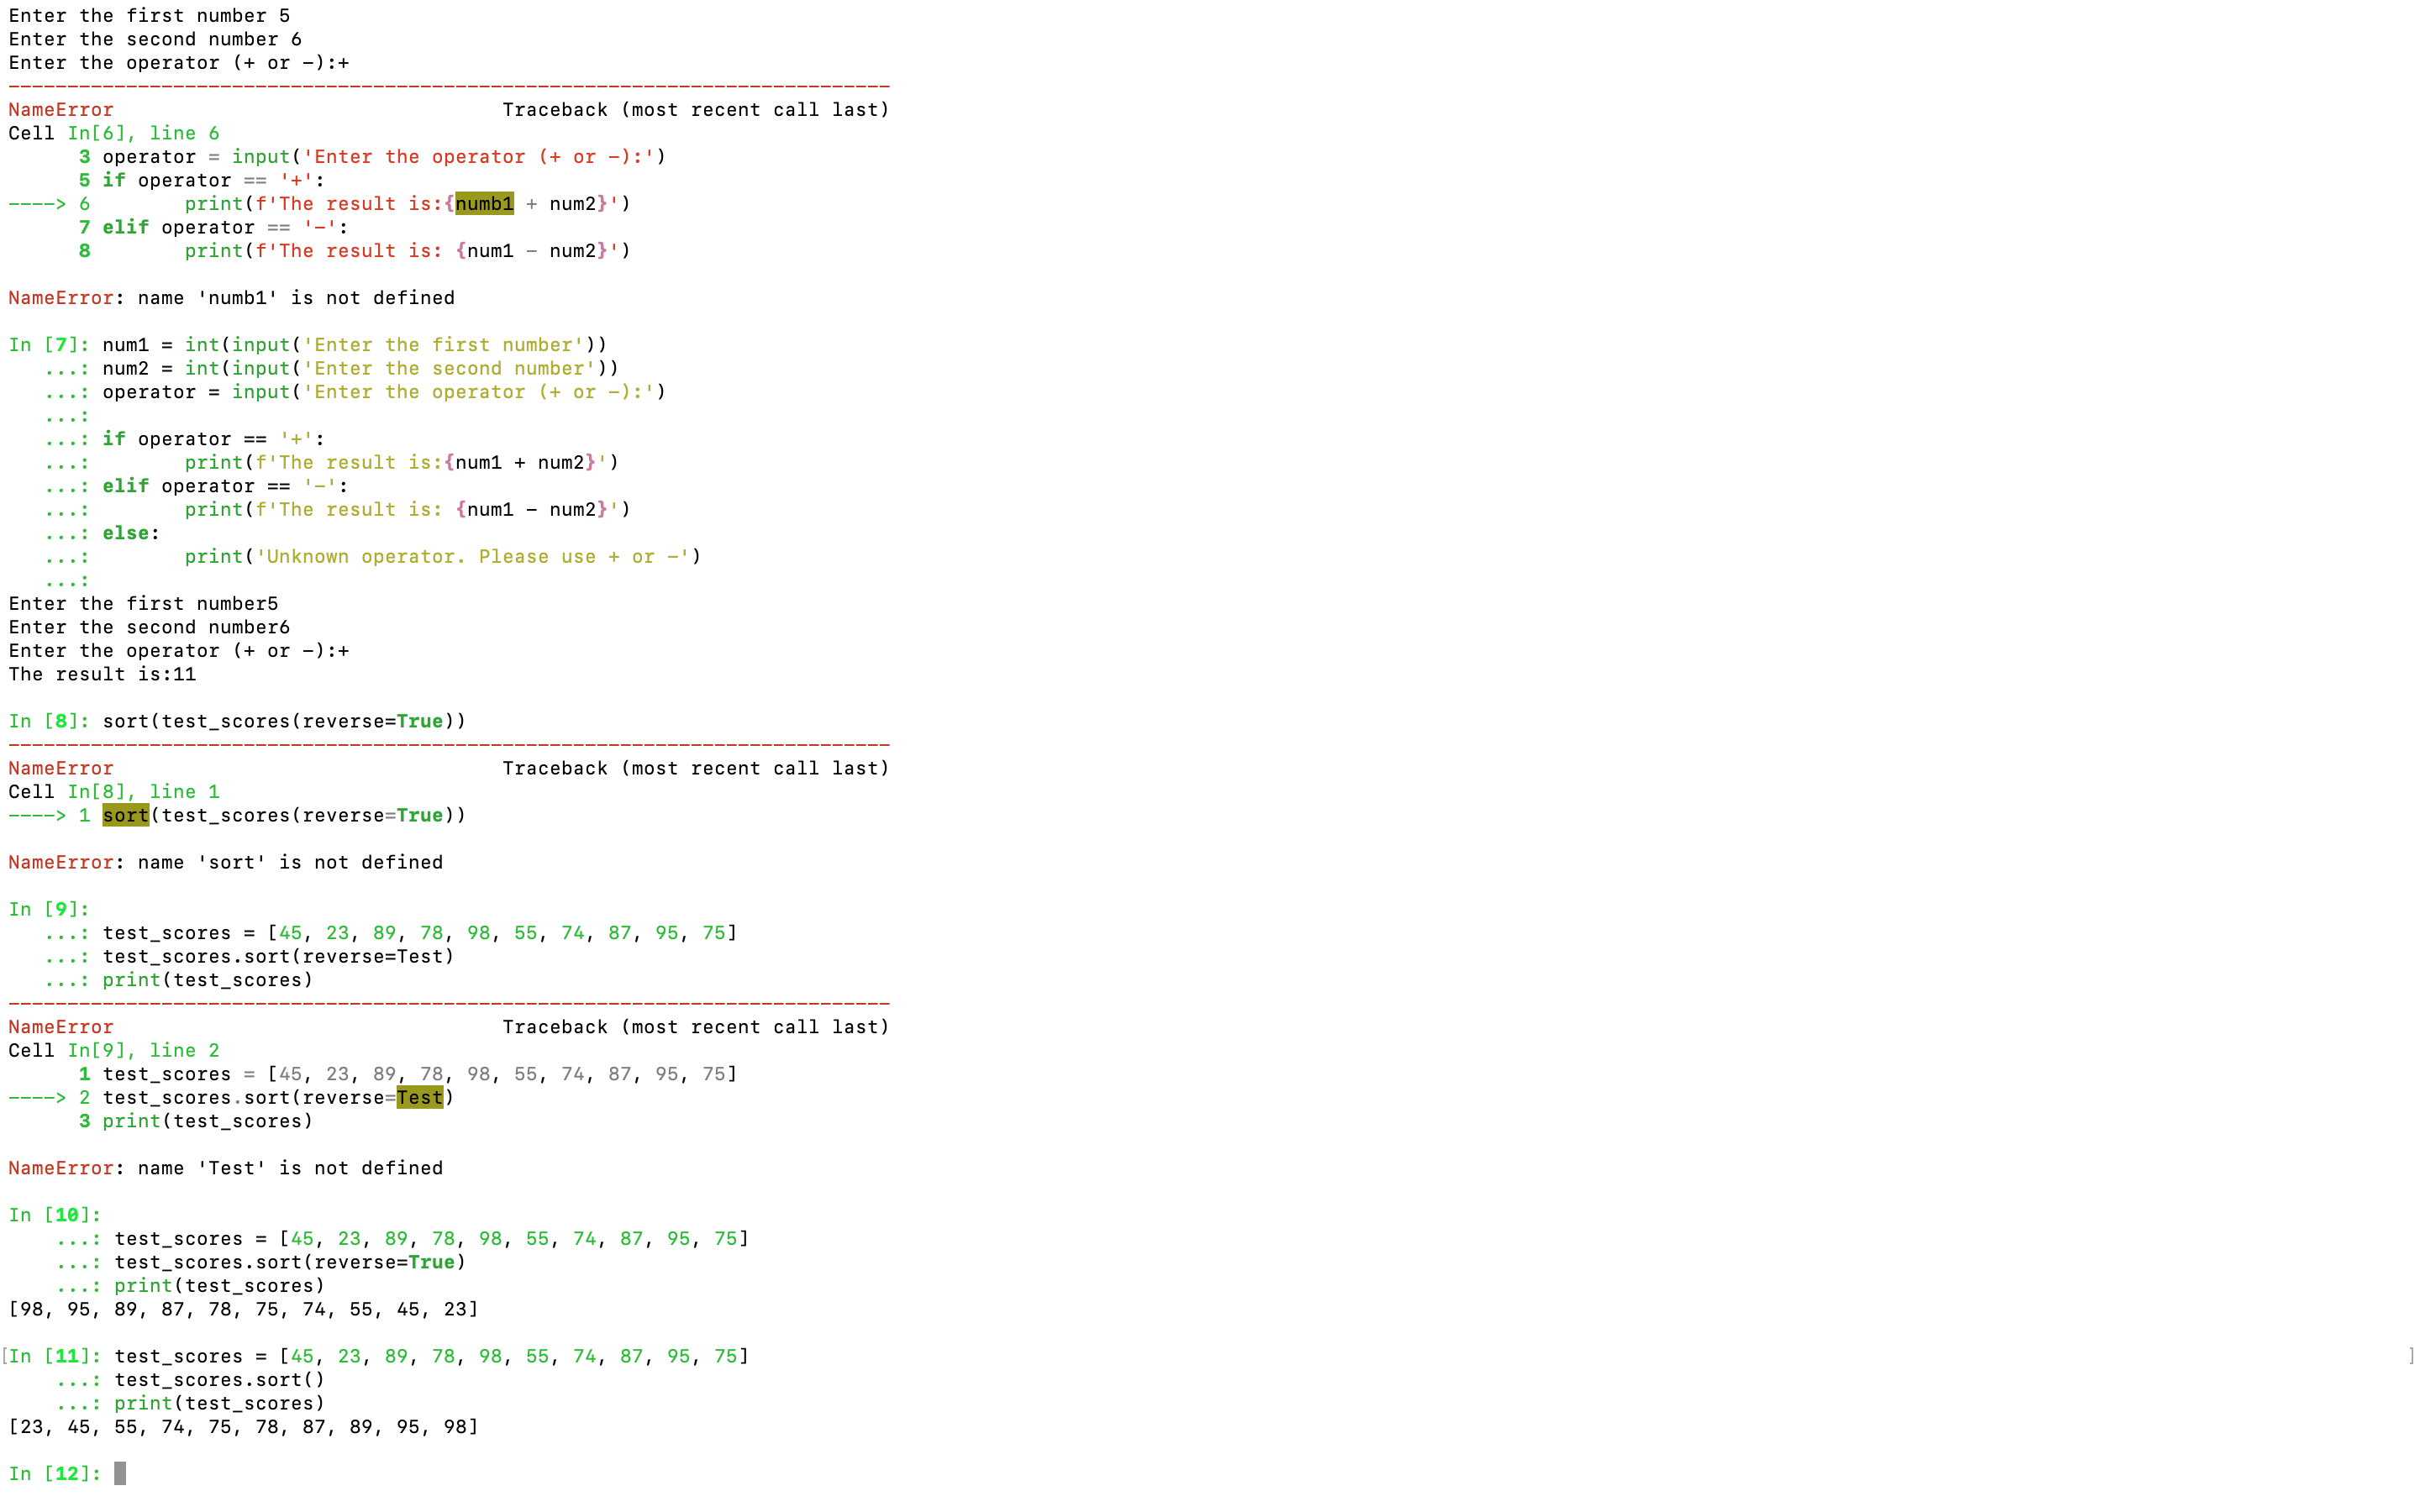 Enter the first number 5
Enter the second number 6
Enter the operator (+ or -):+
---------------------------------------------------------------------------
NameError                                 Traceback (most recent call last)
Cell In[6], line 6
      3 operator = input('Enter the operator (+ or -):')
      5 if operator == '+':
----> 6        print(f'The result is:{numb1 + num2}')
      7 elif operator == '-':
      8        print(f'The result is: {num1 - num2}')
NameError: name 'numb1' is not defined
In [7]: num1 = int(input('Enter the first number'))
   ...: num2 = int(input('Enter the second number'))
   ...: operator = input('Enter the operator (+ or -):')
   ...:
   ...: if operator == '+':
   ...:        print(f'The result is:{num1 + num2}')
   ...: elif operator == '-':
   ...:        print(f'The result is: {num1 - num2}')
   ...: else:
   ...:        print('Unknown operator. Please use + or -')
   ...:
Enter the first number5
Enter the second number6
Enter the operator (+ or -):+
The result is:11
In [8]: sort(test_scores(reverse=True))
---------------------------------------------------------------------------
NameError                                 Traceback (most recent call last)
Cell In[8], line 1
----> 1 sort(test_scores(reverse=True))
NameError: name 'sort' is not defined
In [9]:
   ...: test_scores = [45, 23, 89, 78, 98, 55, 74, 87, 95, 75]
   ...: test_scores.sort(reverse=Test)
   ...: print(test_scores)
---------------------------------------------------------------------------
NameError                                 Traceback (most recent call last)
Cell In[9], line 2
      1 test_scores = [45, 23, 89, 78, 98, 55, 74, 87, 95, 75]
----> 2 test_scores.sort(reverse=Test)
      3 print(test_scores)
NameError: name 'Test' is not defined
In [10]:
    ...: test_scores = [45, 23, 89, 78, 98, 55, 74, 87, 95, 75]
    ...: test_scores.sort(reverse=True)
    ...: print(test_scores)
[98, 95, 89, 87, 78, 75, 74, 55, 45, 23]
[In [11]: test_scores = [45, 23, 89, 78, 98, 55, 74, 87, 95, 75] ]
    ...: test_scores.sort()
    ...: print(test_scores)
[23, 45, 55, 74, 75, 78, 87, 89, 95, 98]
In [12]: